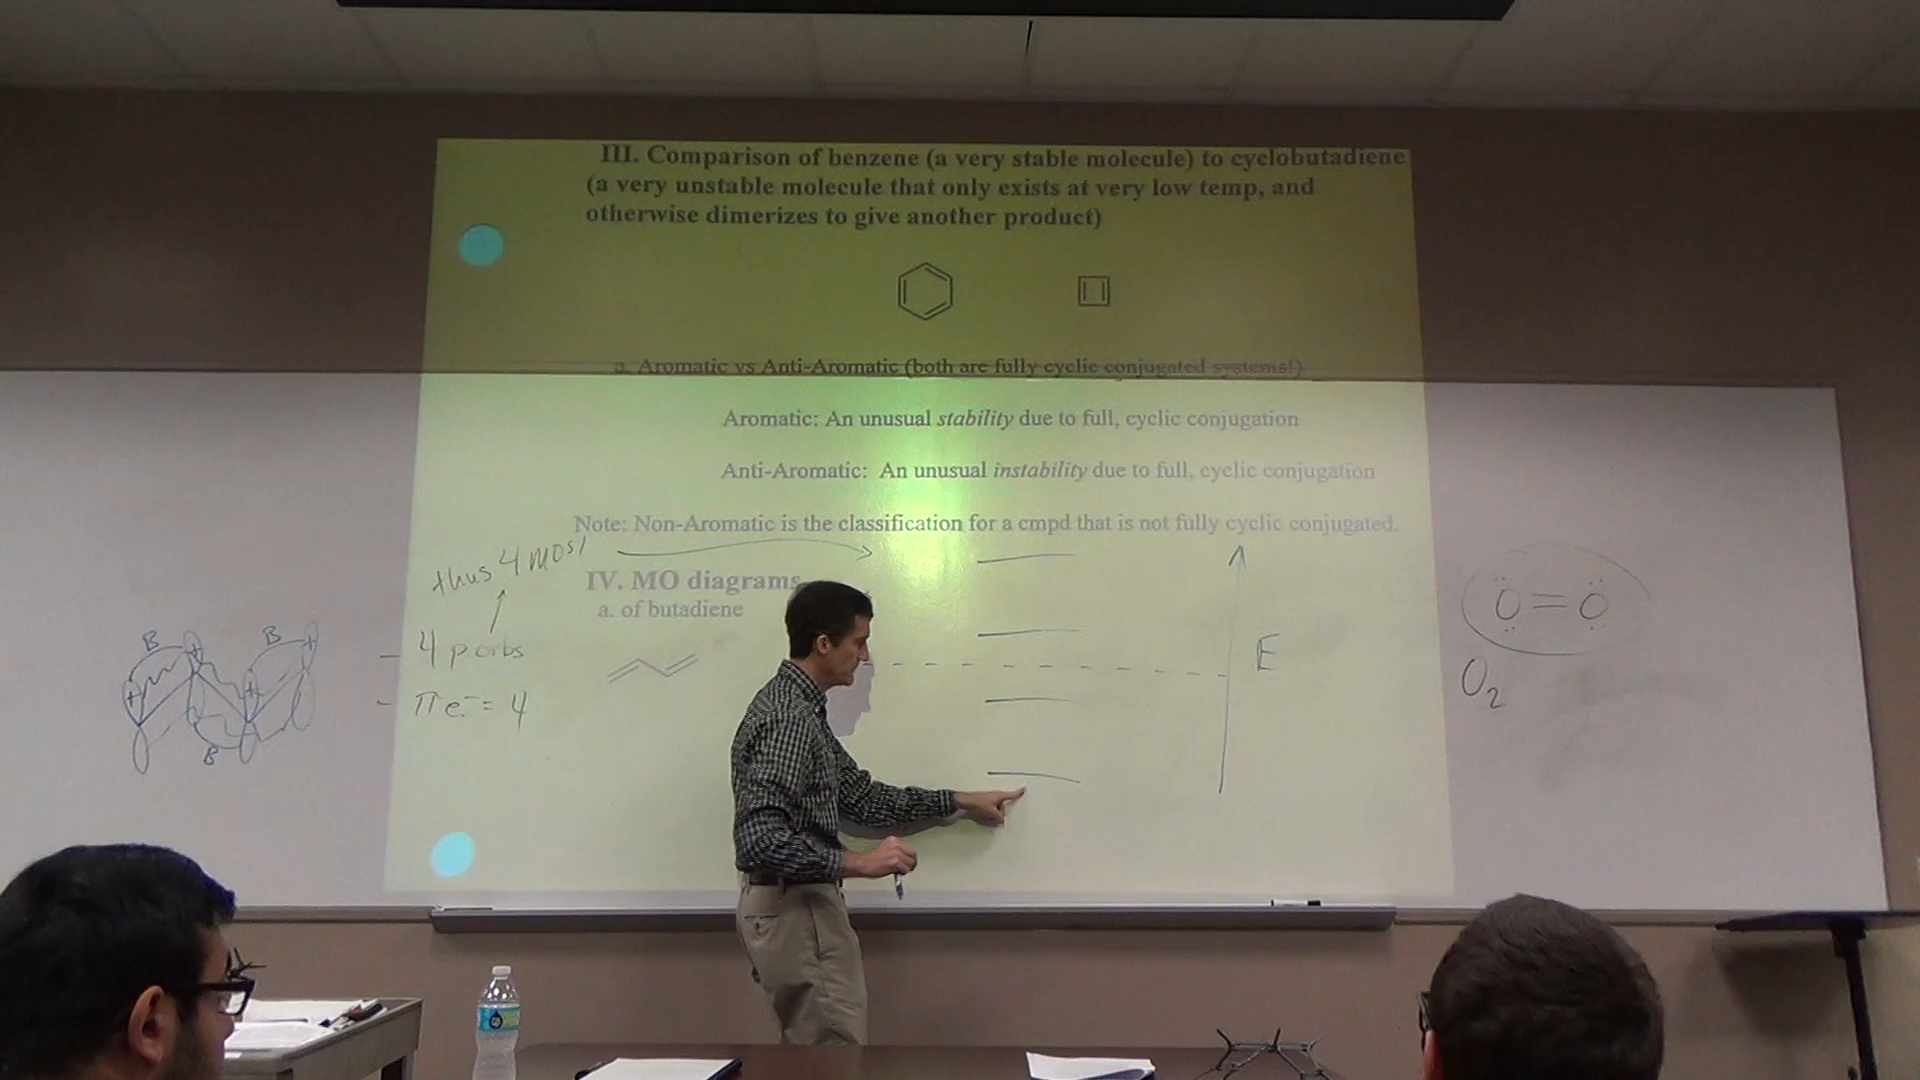 III. Comparison of benzene (a very stable molecule) to cyclobutadiene
(a very unstable molecule that only exists at very low temp, and
otherwise dimerizes to give another product)
a. Aromatic vs Anti-Aromatic (both are fully cyclic conjugated systems!)
Aromatic: An unusual stability due to full, cyclic conjugation
Anti-Aromatic: An unusual instability due to full, cyclic conjugation
Note: Non-Aromatic is the classification for a cmpd that is not fully cyclic conjugated.
thus 4 mos!
IV. MO diagrams
a. of butadiene
- 4 p orbs
- π e⁻ = 4
B
B
B
+
+
+
+
E
O=O
O₂